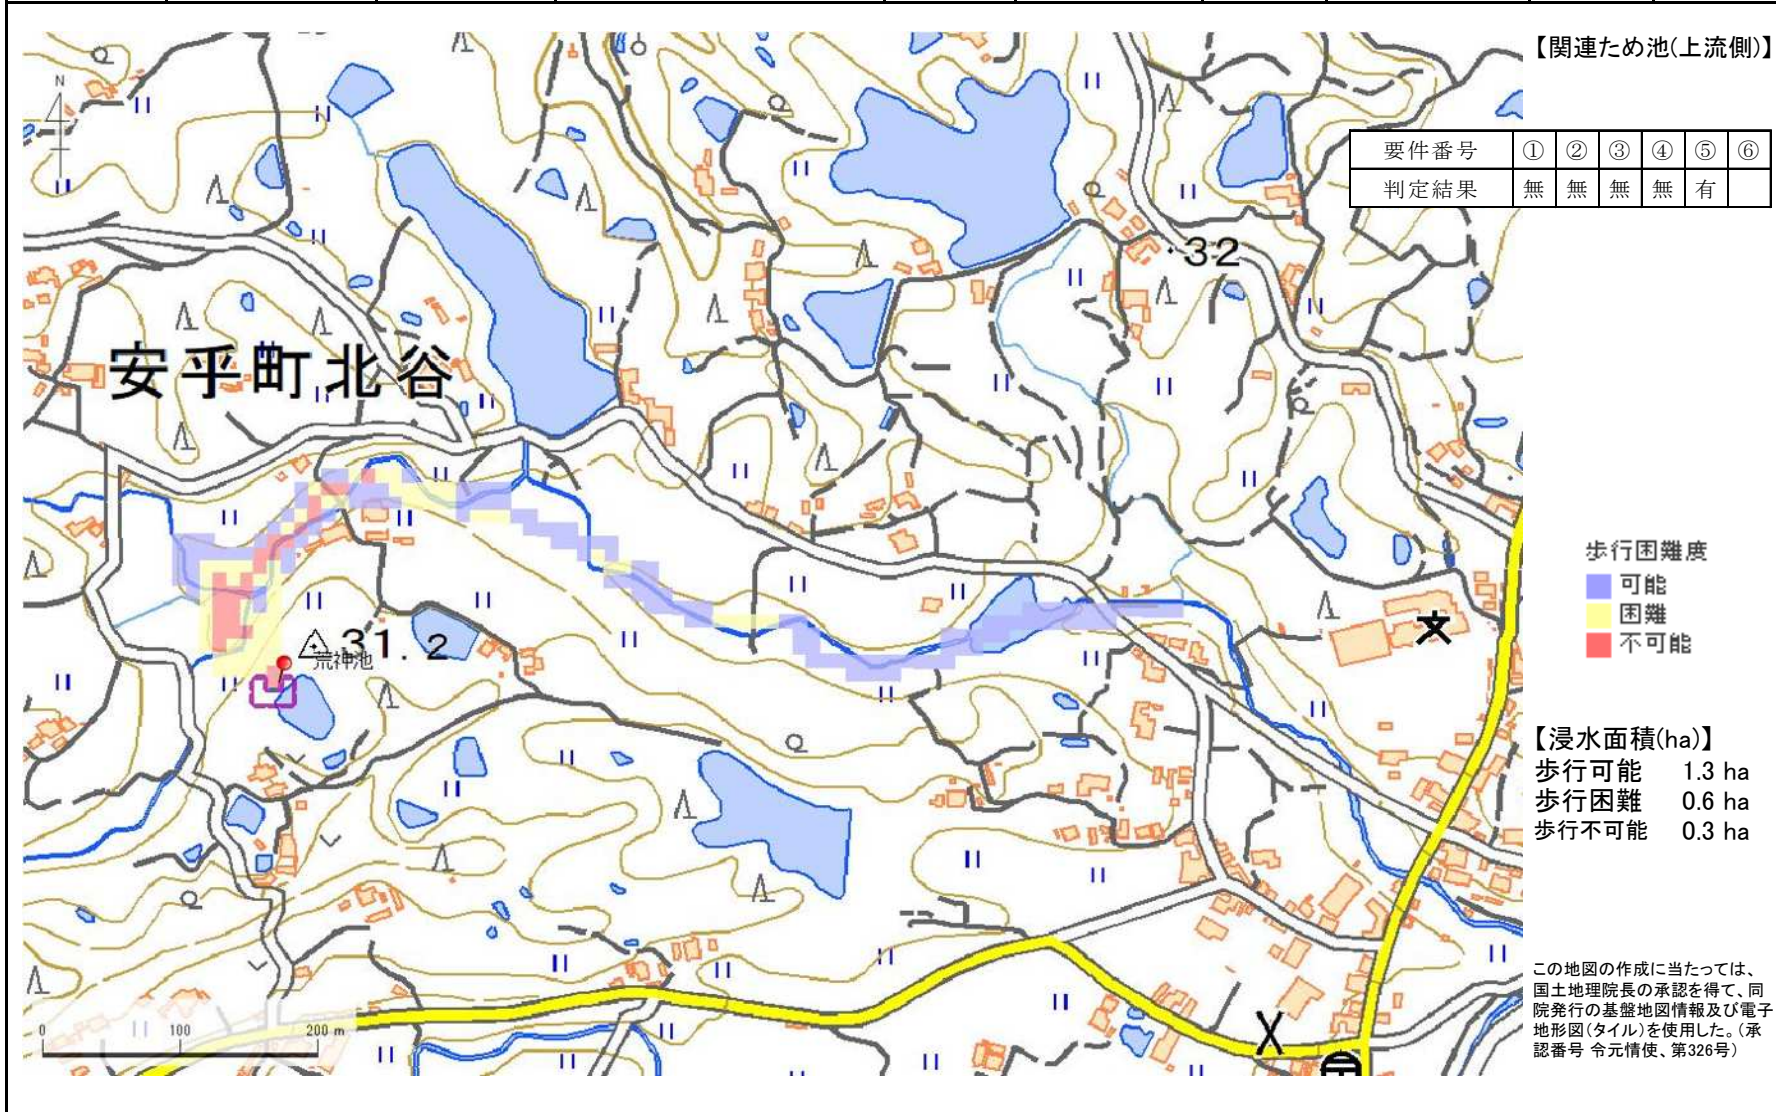 【関連ため池(上流側)】
要件番号 ① ② ③ ④ ⑤ ⑥
判定結果 無 無 無 無 有
N
32
安乎町北谷
31.2
荒神池
歩行困難度
可能
困難
不可能
【浸水面積(ha)】
歩行可能 1.3 ha
歩行困難 0.6 ha
歩行不可能 0.3 ha
この地図の作成に当たっては、
国土地理院長の承認を得て、同
院発行の基盤地図情報及び電子
地形図(タイル)を使用した。(承
認番号 令元情使、第326号)
0 100 200 m